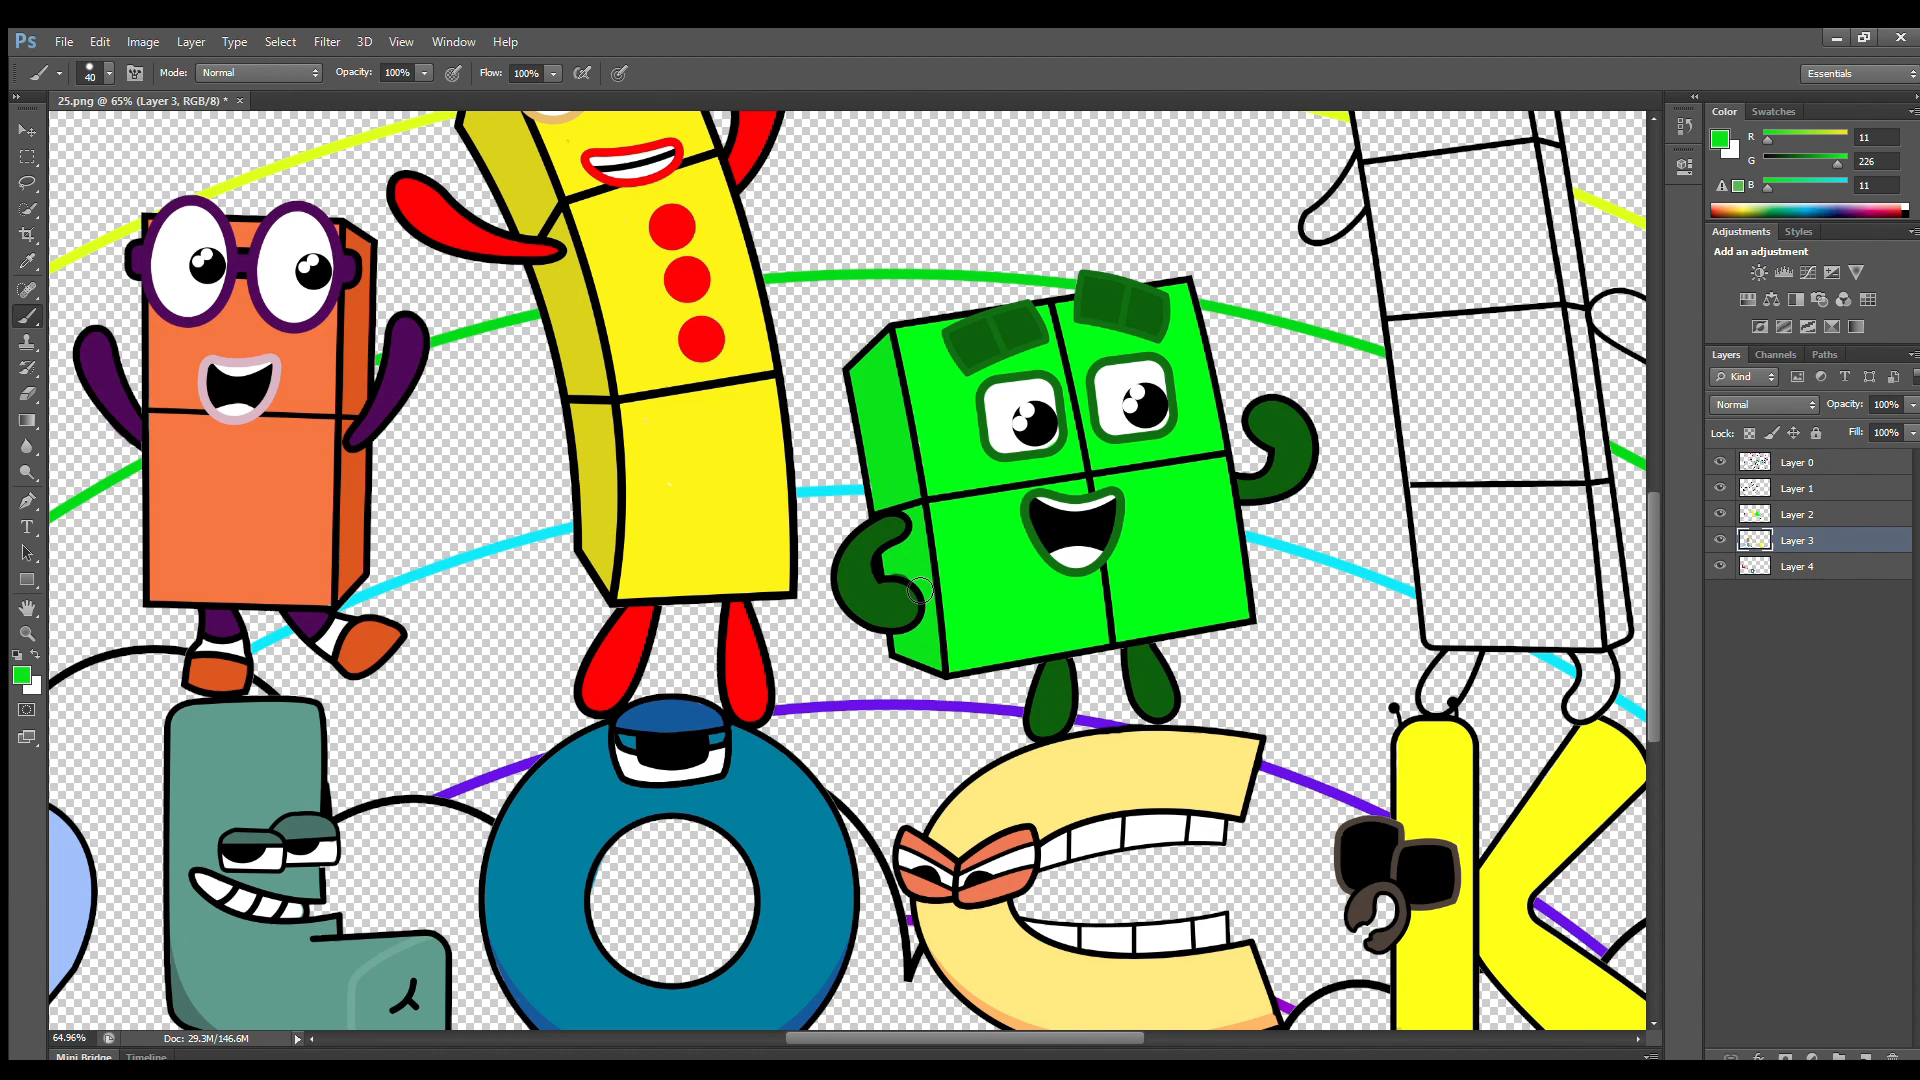 Ps File Edit Image Layer Type Select Filter 3D View Window Help
40 Mode: Normal Opacity: 100% Flow: 100% Essentials
25.png @ 65% (Layer 3, RGB/8) * ×
Color Swatches
R 11
G 226
B 11
Adjustments Styles
Add an adjustment
Layers Channels Paths
Kind
Normal Opacity: 100%
Lock: Fill: 100%
Layer 0
Layer 1
Layer 2
Layer 3
Layer 4
LOCK
64.96% Doc: 29.3M/146.6M
Mini Bridge Timeline